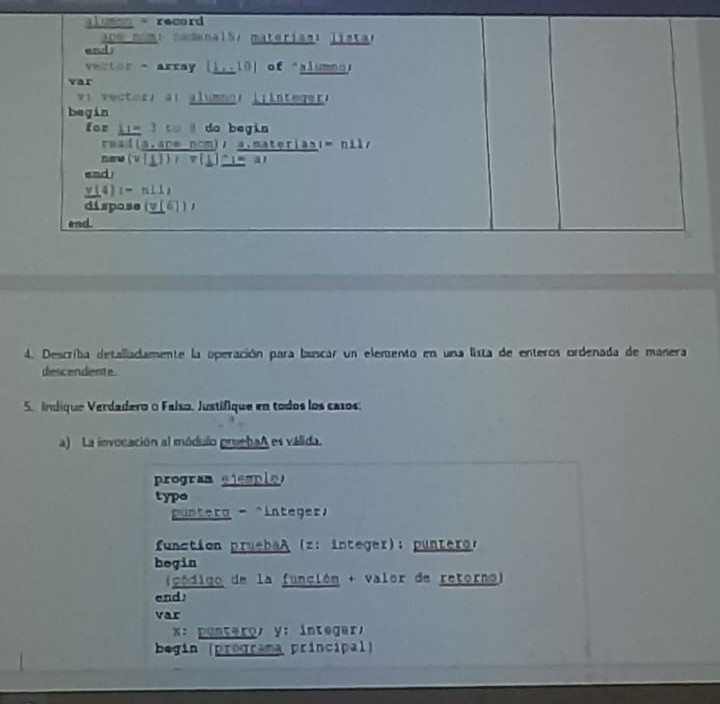 alumno = record
ape_nom: cadena15; materias: lista;
end;
vector = array [1..10] of ^alumno;
var
v: vector; a: alumno; i:integer;
begin
for i:= 3 to 8 do begin
read(a.ape_nom); a.materias:= nil;
new(v[i]); v[i]^:= a;
end;
v[4]:= nil;
dispose(v[6]);
end.
4. Describa detalladamente la operación para buscar un elemento en una lista de enteros ordenada de manera
descendente.
5. Indique Verdadero o Falso. Justifique en todos los casos:
a) La invocación al módulo pruebaA es válida.
program ejemplo;
type
puntero = ^integer;
function pruebaA (z: integer): puntero;
begin
{código de la función + valor de retorno}
end;
var
x: puntero; y: integer;
begin {programa principal}